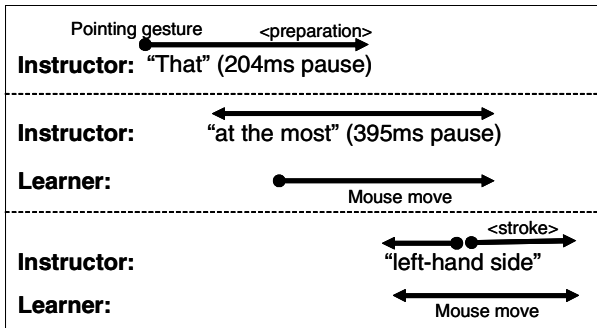 Pointing gesture <preparation>
Instructor: “That” (204ms pause)
Instructor: “at the most” (395ms pause)
Learner:
Mouse move
<stroke>
Instructor: “left-hand side”
Learner: Mouse move